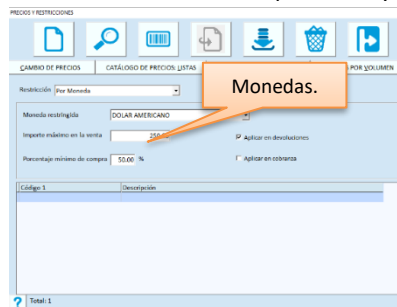 PRECIOS Y RESTRICCIONES
CAMBIO DE PRECIOS CATÁLOGO DE PRECIOS: LISTAS POR VOLUMEN
Monedas.
Restricción Por Moneda
Moneda restringida DOLAR AMERICANO
Importe máximo en la venta Aplicar en devoluciones
Porcentaje mínimo de compra 50.00 % Aplicar en cobranza
Código 1 Descripción
Total: 1